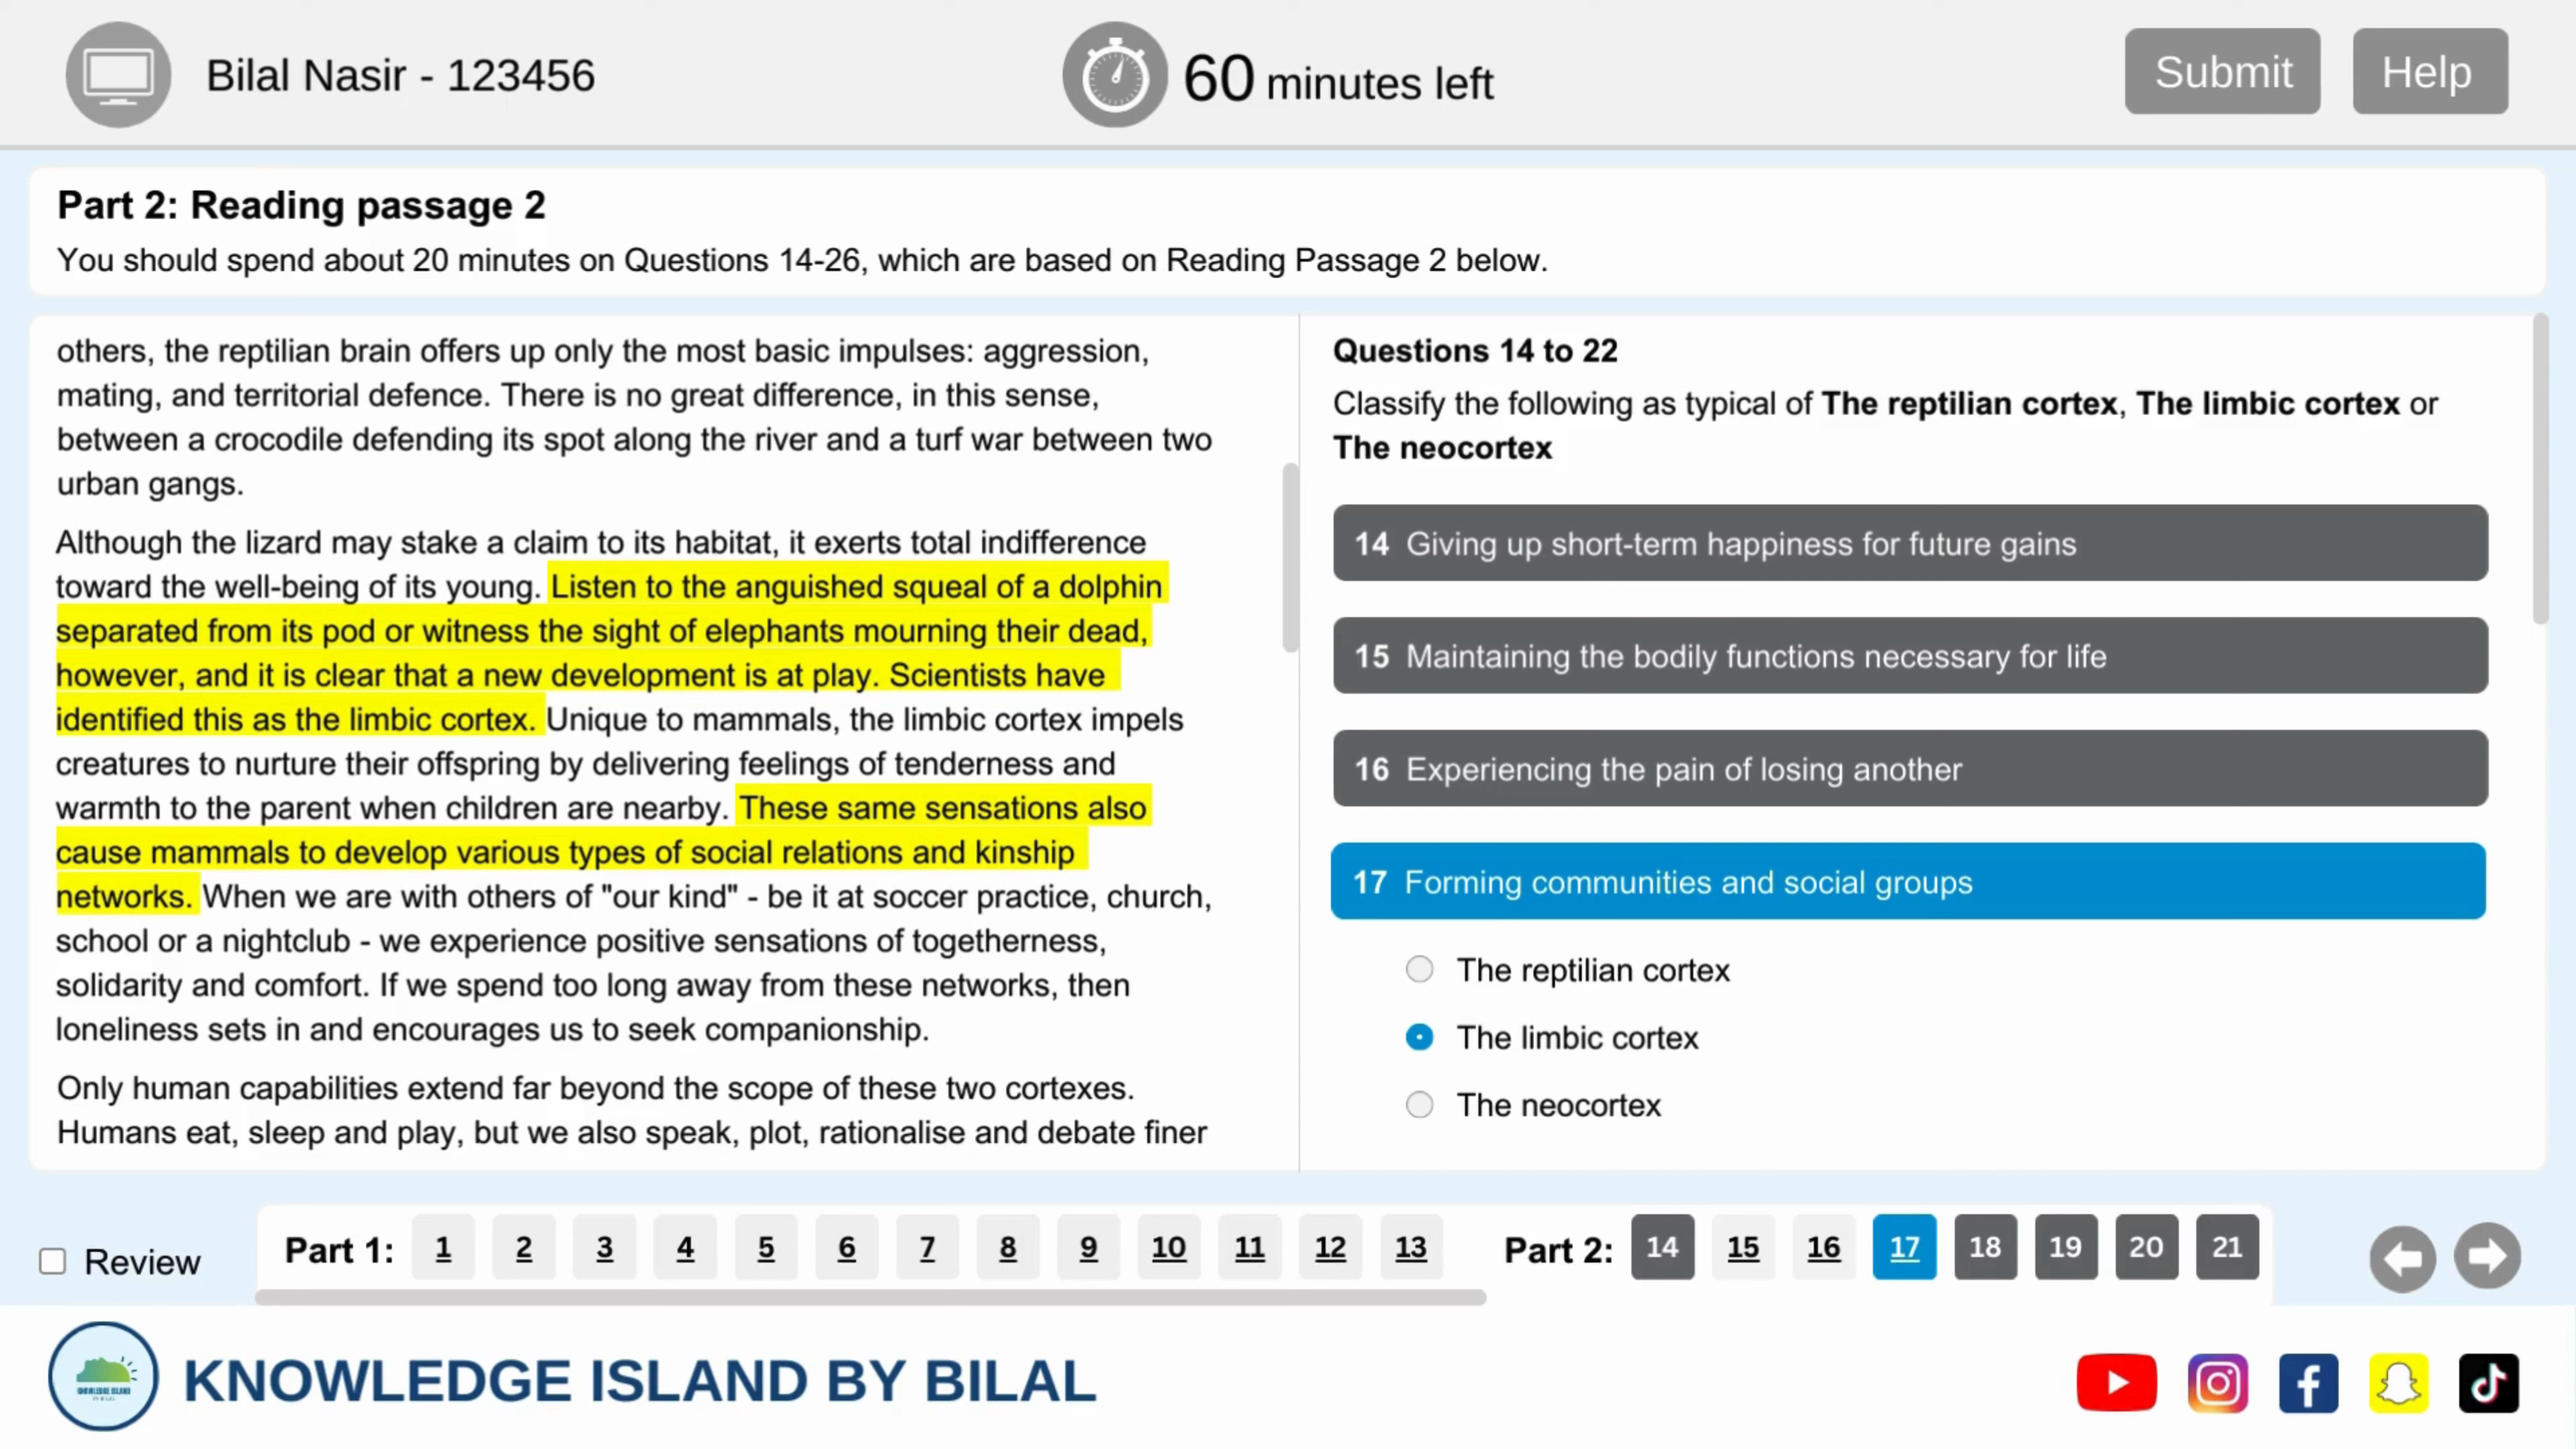 Bilal Nasir - 123456
60 minutes left
Submit
Help
Part 2: Reading passage 2
You should spend about 20 minutes on Questions 14-26, which are based on Reading Passage 2 below.
others, the reptilian brain offers up only the most basic impulses: aggression,
mating, and territorial defence. There is no great difference, in this sense,
between a crocodile defending its spot along the river and a turf war between two
urban gangs.
Although the lizard may stake a claim to its habitat, it exerts total indifference
toward the well-being of its young. Listen to the anguished squeal of a dolphin
separated from its pod or witness the sight of elephants mourning their dead,
however, and it is clear that a new development is at play. Scientists have
identified this as the limbic cortex. Unique to mammals, the limbic cortex impels
creatures to nurture their offspring by delivering feelings of tenderness and
warmth to the parent when children are nearby. These same sensations also
cause mammals to develop various types of social relations and kinship
networks. When we are with others of "our kind" - be it at soccer practice, church,
school or a nightclub - we experience positive sensations of togetherness,
solidarity and comfort. If we spend too long away from these networks, then
loneliness sets in and encourages us to seek companionship.
Only human capabilities extend far beyond the scope of these two cortexes.
Humans eat, sleep and play, but we also speak, plot, rationalise and debate finer
Questions 14 to 22
Classify the following as typical of The reptilian cortex, The limbic cortex or
The neocortex
14 Giving up short-term happiness for future gains
15 Maintaining the bodily functions necessary for life
16 Experiencing the pain of losing another
17 Forming communities and social groups
The reptilian cortex
The limbic cortex
The neocortex
Review
Part 1: 1 2 3 4 5 6 7 8 9 10 11 12 13
Part 2: 14 15 16 17 18 19 20 21
KNOWLEDGE ISLAND
BY BILAL
KNOWLEDGE ISLAND BY BILAL